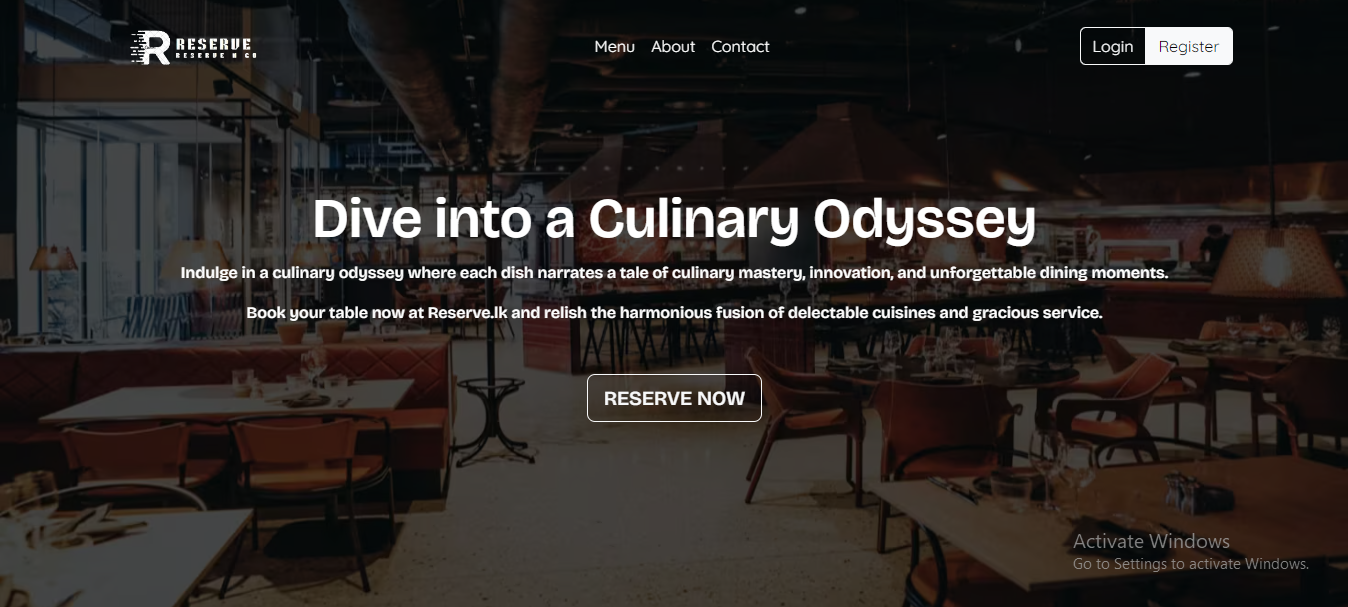 RESERVE
Menu About Contact
Login Register
Dive into a Culinary Odyssey
Indulge in a culinary odyssey where each dish narrates a tale of culinary mastery, innovation, and unforgettable dining moments.
Book your table now at Reserve.lk and relish the harmonious fusion of delectable cuisines and gracious service.
RESERVE NOW
Activate Windows
Go to Settings to activate Windows.